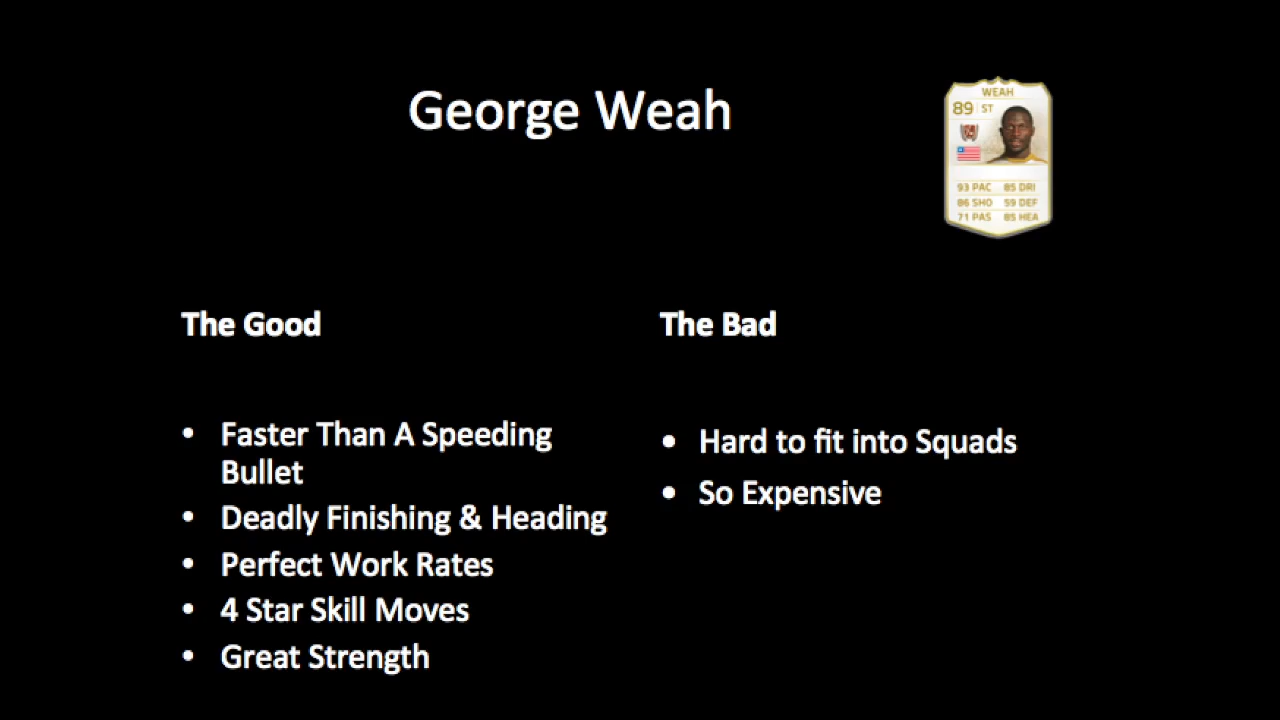 George Weah
WEAH
89 ST
93 PAC 85 DRI
86 SHO 59 DEF
71 PAS 85 HEA
The Good
• Faster Than A Speeding
Bullet
• Deadly Finishing & Heading
• Perfect Work Rates
• 4 Star Skill Moves
• Great Strength
The Bad
• Hard to fit into Squads
• So Expensive